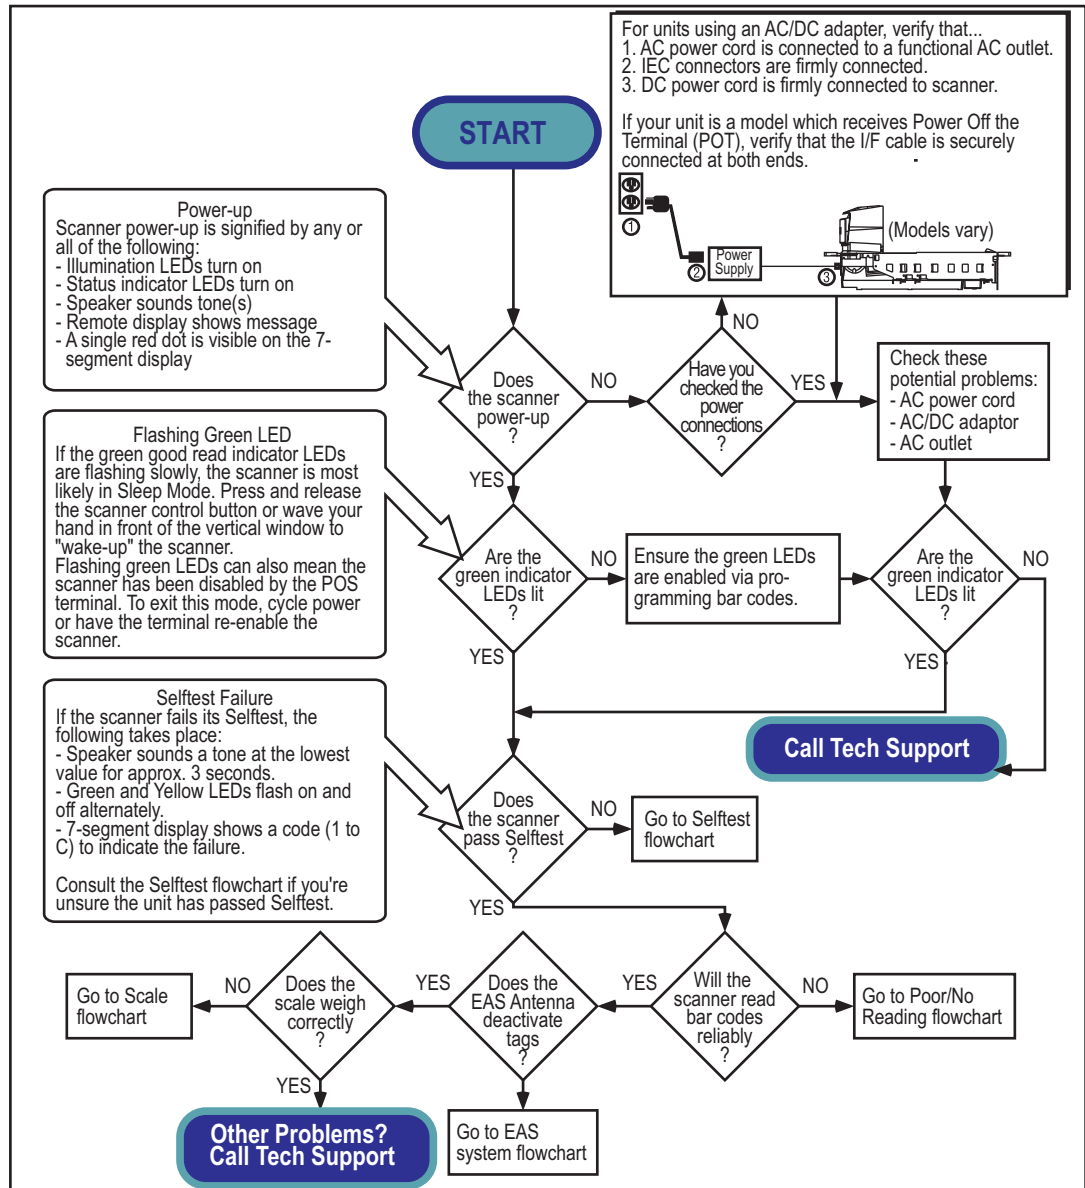 For units using an AC/DC adapter, verify that...
1. AC power cord is connected to a functional AC outlet.
2. IEC connectors are firmly connected.
3. DC power cord is firmly connected to scanner.
If your unit is a model which receives Power Off the
Terminal (POT), verify that the I/F cable is securely
connected at both ends.
1
2
Power
Supply
3
(Models vary)
START
Power-up
Scanner power-up is signified by any or
all of the following:
- Illumination LEDs turn on
- Status indicator LEDs turn on
- Speaker sounds tone(s)
- Remote display shows message
- A single red dot is visible on the 7-
segment display
Does
the scanner
power-up
?
NO
YES
Have you
checked the
power
connections
?
NO
YES
Check these
potential problems:
- AC power cord
- AC/DC adaptor
- AC outlet
Flashing Green LED
If the green good read indicator LEDs
are flashing slowly, the scanner is most
likely in Sleep Mode. Press and release
the scanner control button or wave your
hand in front of the vertical window to
"wake-up" the scanner.
Flashing green LEDs can also mean the
scanner has been disabled by the POS
terminal. To exit this mode, cycle power
or have the terminal re-enable the
scanner.
Are the
green indicator
LEDs lit
?
NO
YES
Ensure the green LEDs
are enabled via pro-
gramming bar codes.
Are the
green indicator
LEDs lit
?
NO
YES
Call Tech Support
Selftest Failure
If the scanner fails its Selftest, the
following takes place:
- Speaker sounds a tone at the lowest
value for approx. 3 seconds.
- Green and Yellow LEDs flash on and
off alternately.
- 7-segment display shows a code (1 to
C) to indicate the failure.
Consult the Selftest flowchart if you're
unsure the unit has passed Selftest.
Does
the scanner
pass Selftest
?
NO
YES
Go to Selftest
flowchart
Will the
scanner read
bar codes
reliably
?
NO
YES
Go to Poor/No
Reading flowchart
Does the
EAS Antenna
deactivate
tags
?
YES
Go to EAS
system flowchart
Does the
scale weigh
correctly
?
NO
YES
Go to Scale
flowchart
Other Problems?
Call Tech Support